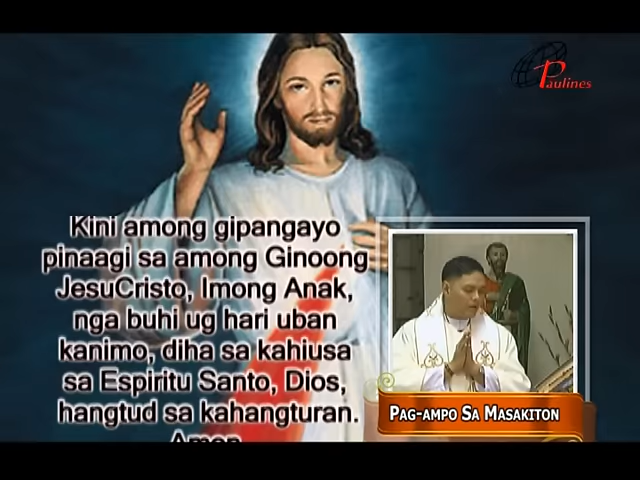 Paulines
Kini among gipangayo
pinaagi sa among Ginoong
JesuCristo, Imong Anak,
nga buhi ug hari uban
kanimo, diha sa kahiusa
sa Espiritu Santo, Dios,
hangtud sa kahangturan.
Amen
PAG-AMPO SA MASAKITON